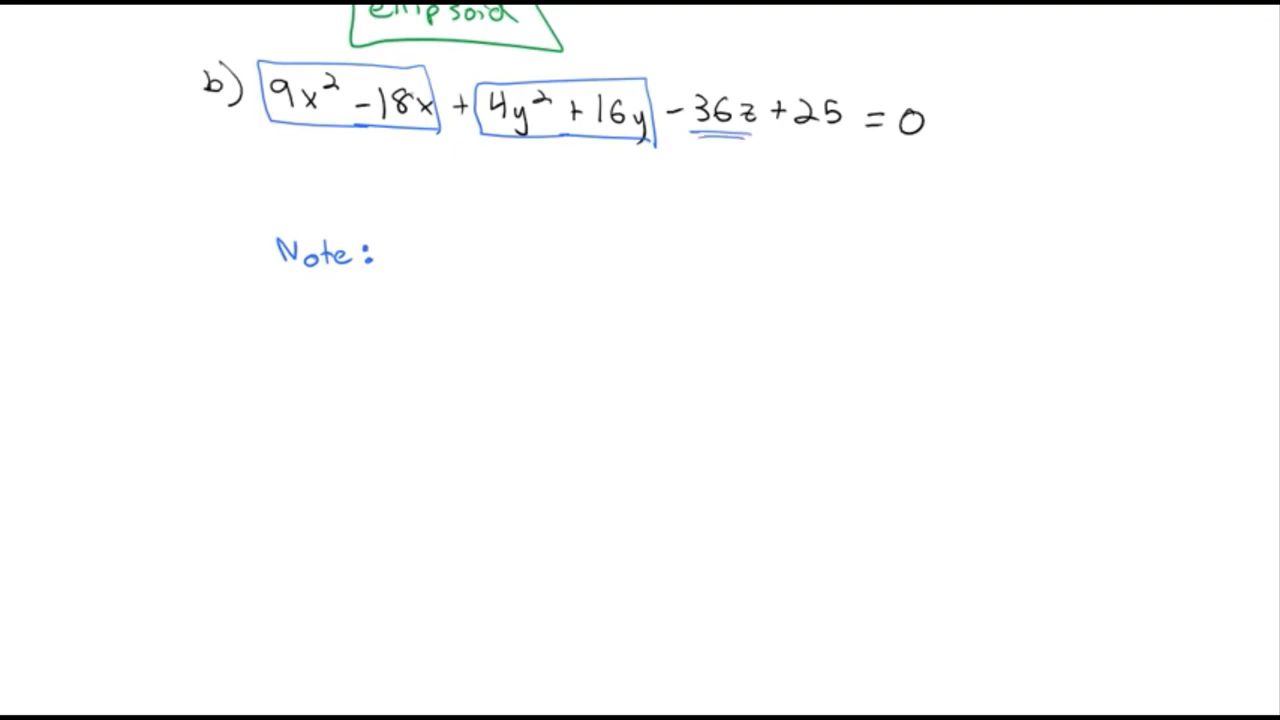 ellipsoid
b) 9x² - 18x + 4y² + 16y - 36z + 25 = 0
Note: